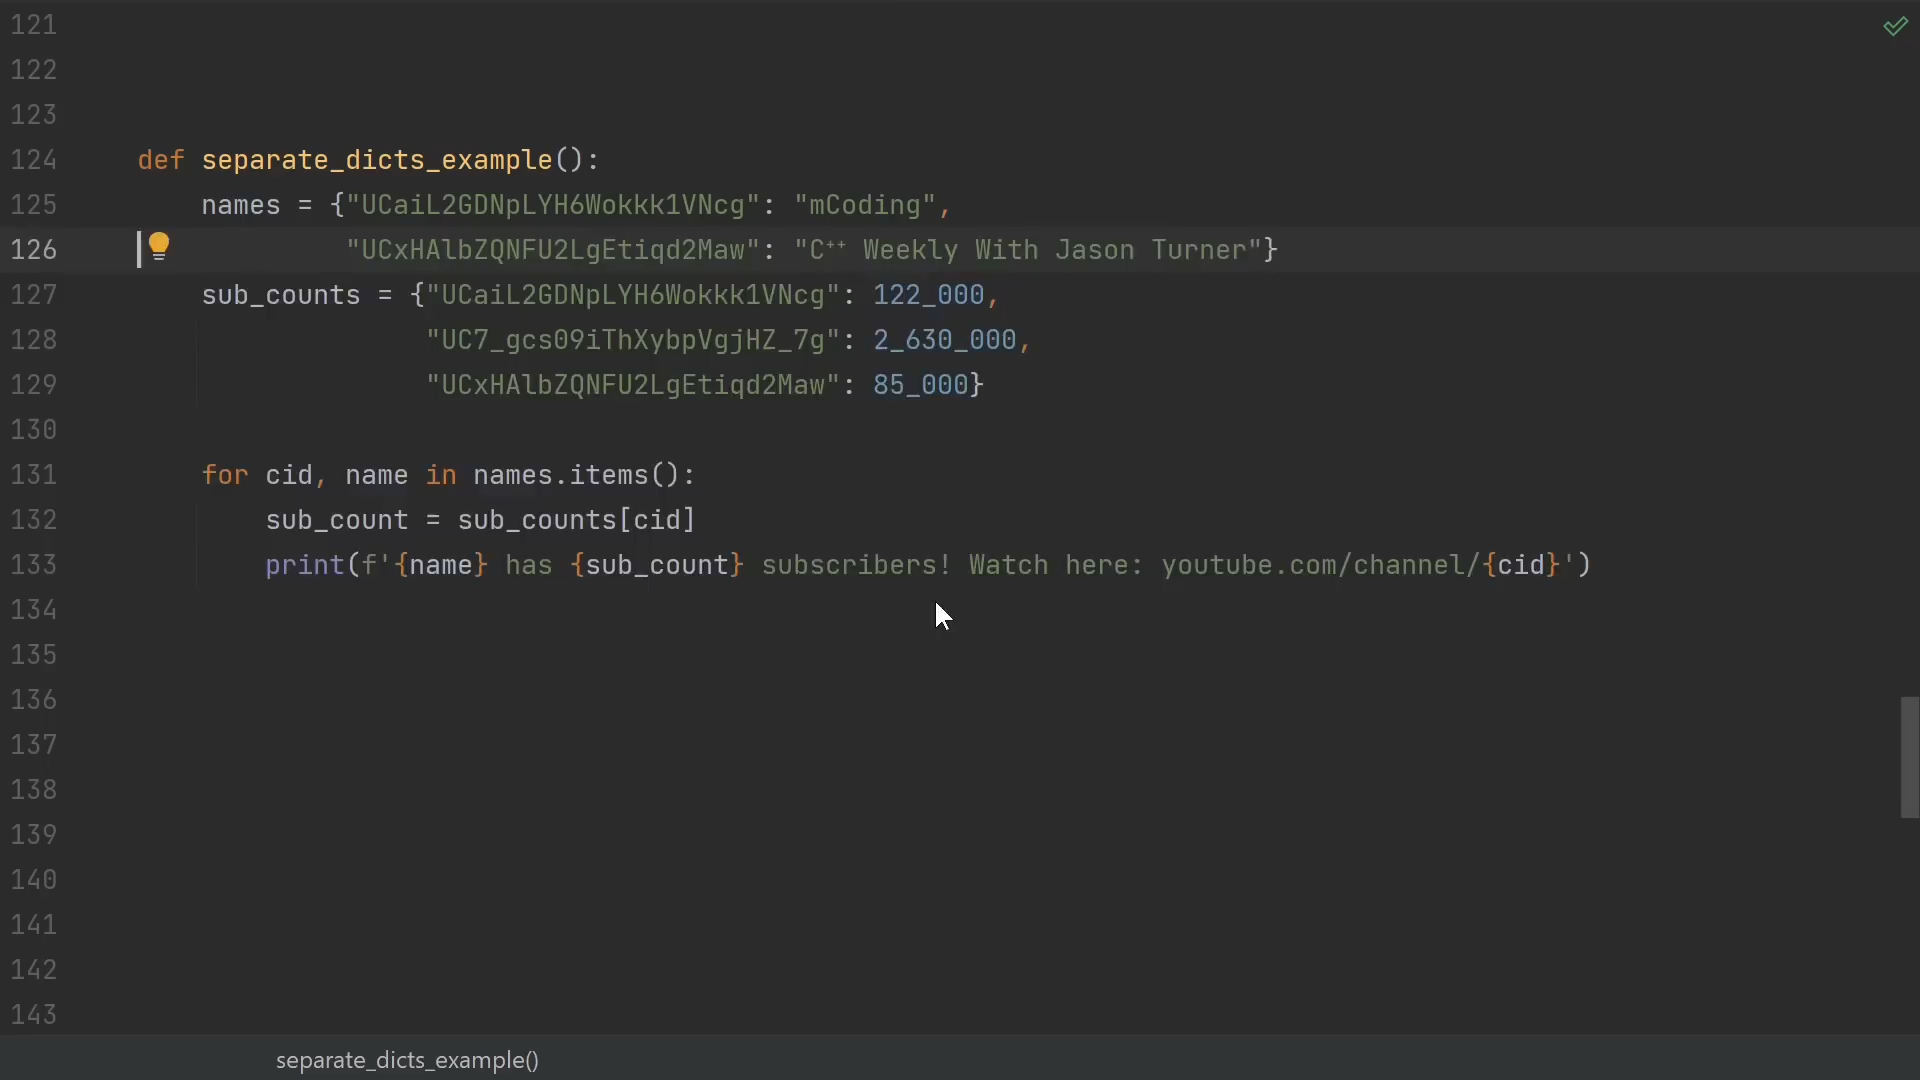 121
122
123
124 def separate_dicts_example():
125 names = {"UCaiL2GDNpLYH6Wokkk1VNcg": "mCoding",
126 "UCxHAlbZQNFU2LgEtiqd2Maw": "C++ Weekly With Jason Turner"}
127 sub_counts = {"UCaiL2GDNpLYH6Wokkk1VNcg": 122_000,
128 "UC7_gcs09iThXybpVgjHZ_7g": 2_630_000,
129 "UCxHAlbZQNFU2LgEtiqd2Maw": 85_000}
130
131 for cid, name in names.items():
132 sub_count = sub_counts[cid]
133 print(f'{name} has {sub_count} subscribers! Watch here: youtube.com/channel/{cid}')
134
135
136
137
138
139
140
141
142
143
separate_dicts_example()